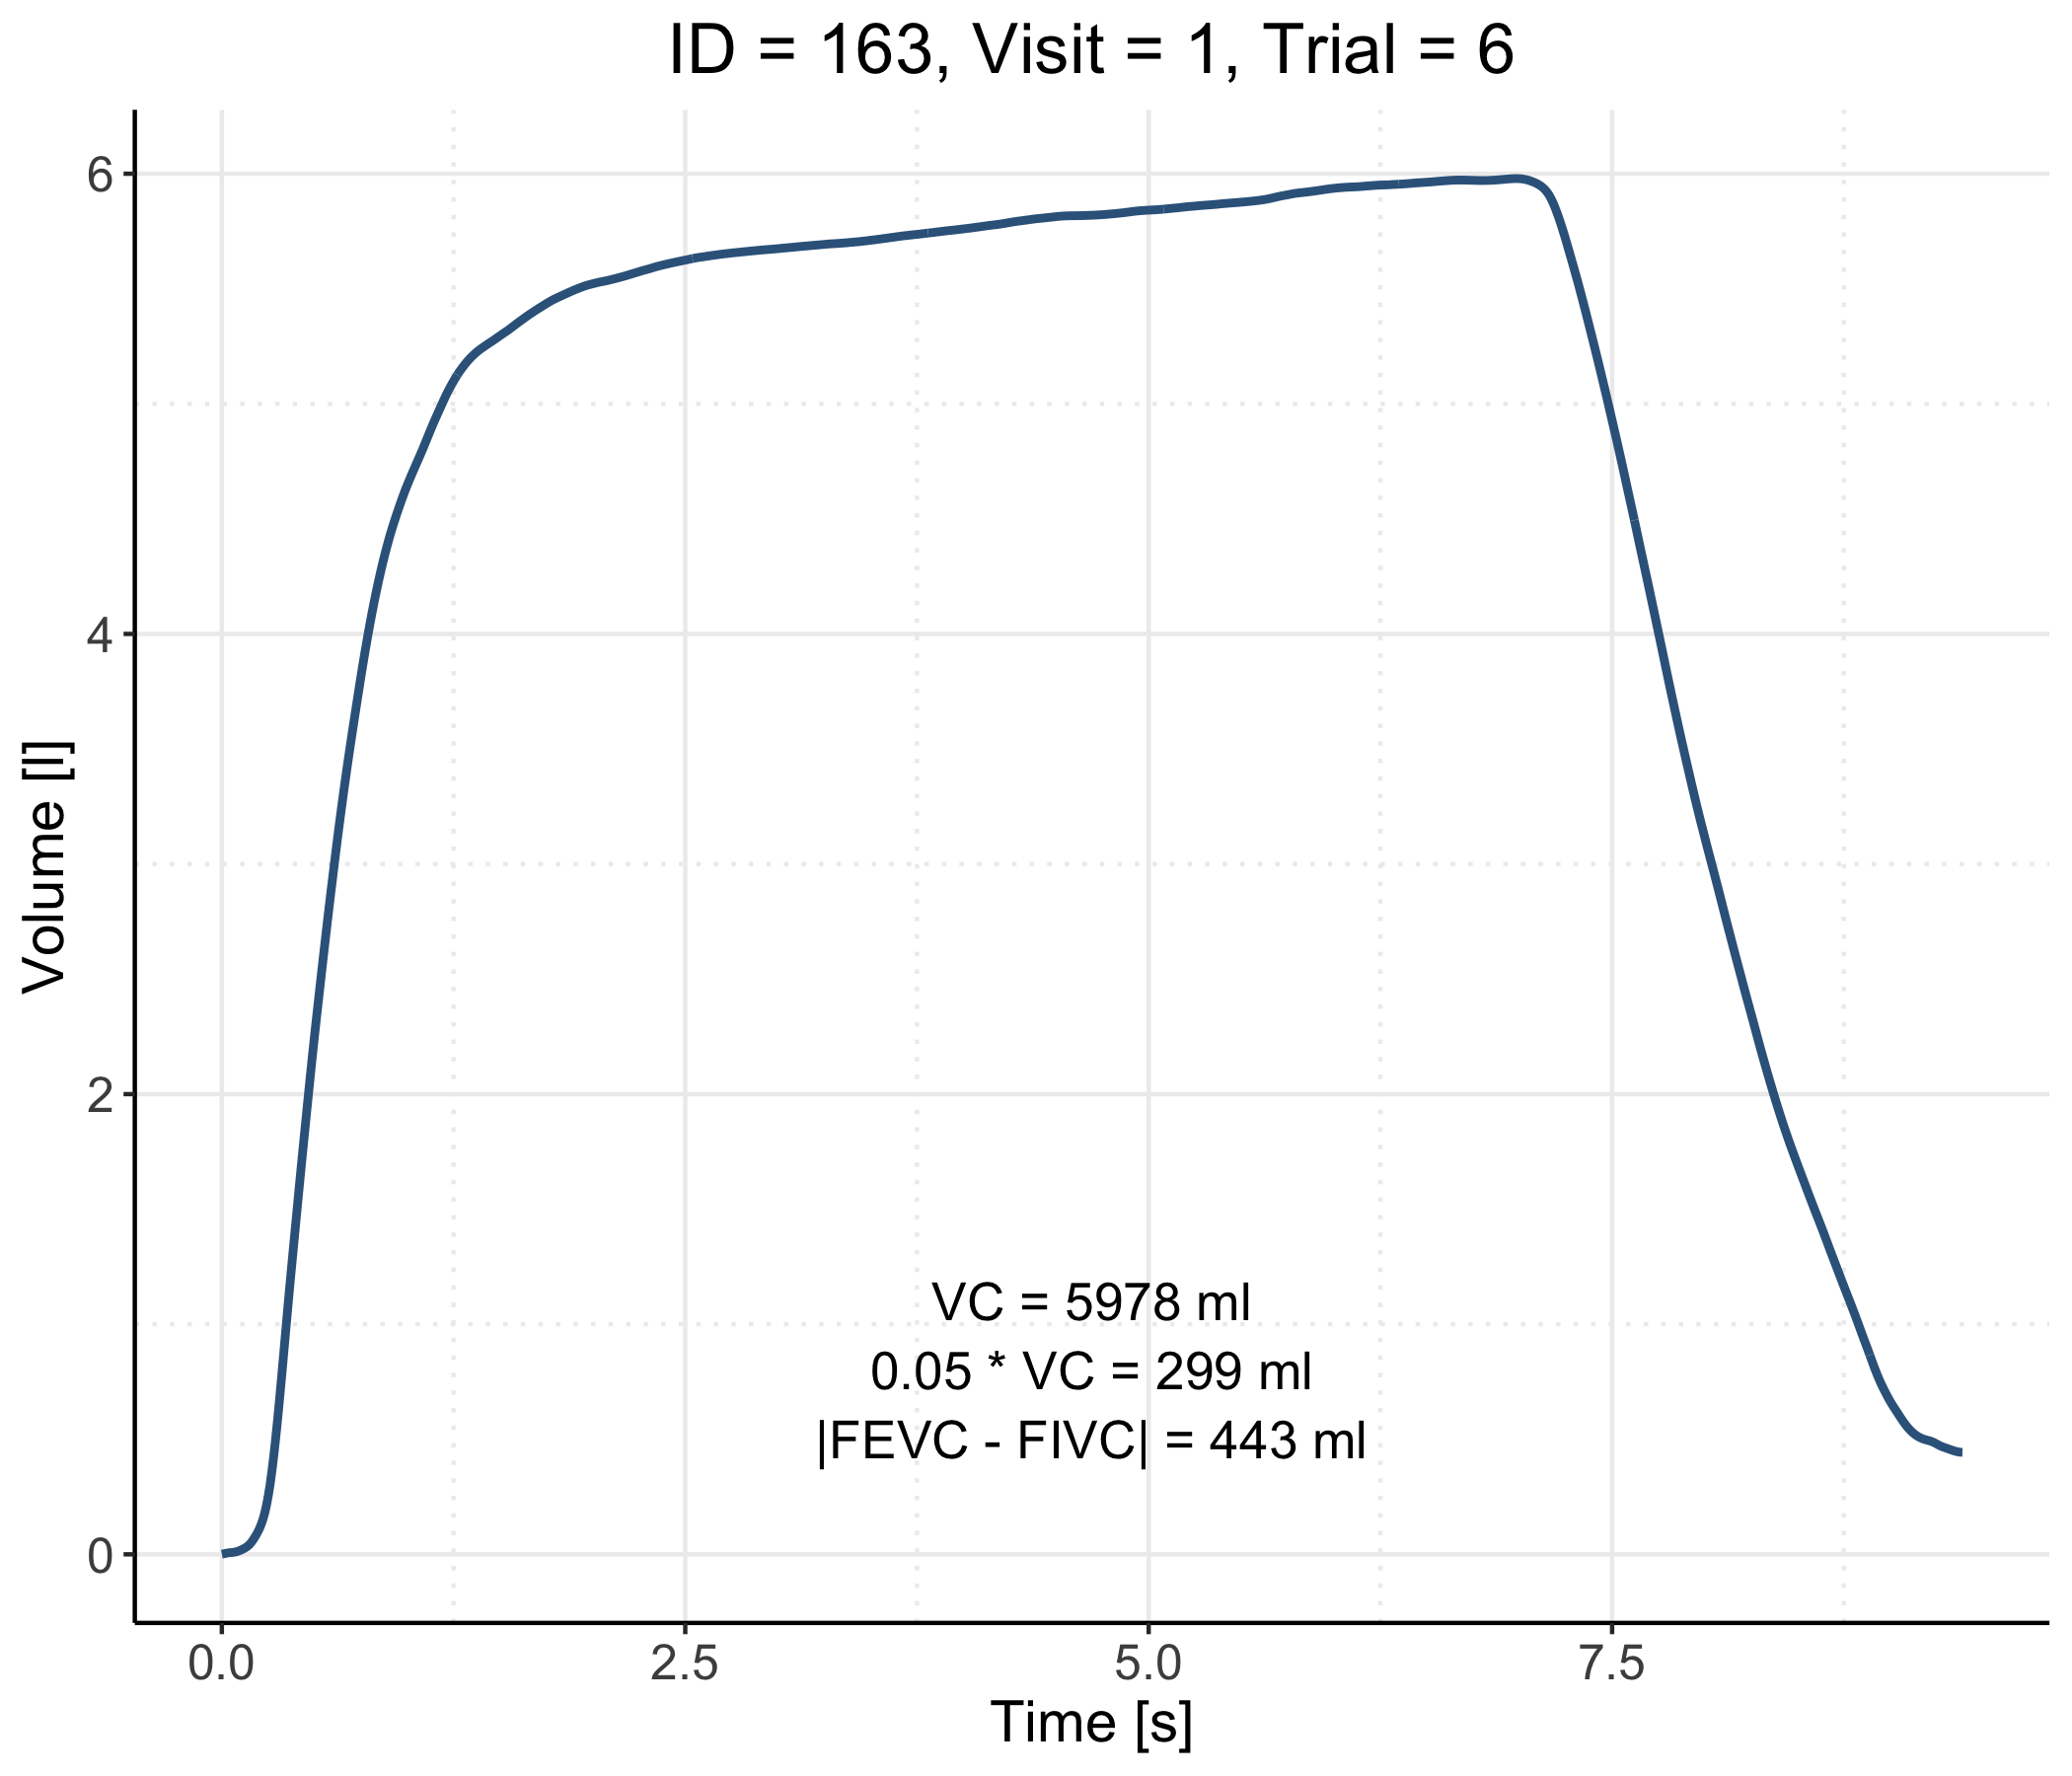 ID = 163, Visit = 1, Trial = 6
6
4
2
0
Volume [l]
VC = 5978 ml
0.05 * VC = 299 ml
|FEVC - FIVC| = 443 ml
0.0 2.5 5.0 7.5
Time [s]